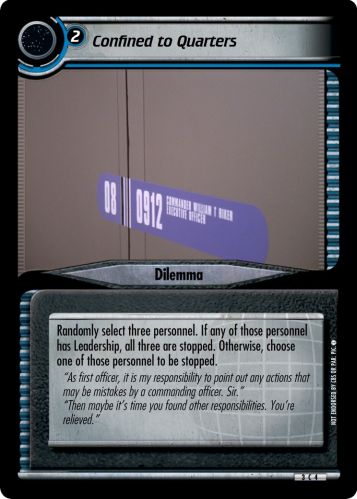 2
Confined to Quarters
08
0912
COMMANDER WILLIAM T. RIKER
EXECUTIVE OFFICER
Dilemma
Randomly select three personnel. If any of those personnel
has Leadership, all three are stopped. Otherwise, choose
one of those personnel to be stopped.
"As first officer, it is my responsibility to point out any actions that
may be mistakes by a commanding officer. Sir."
"Then maybe it's time you found other responsibilities. You're
relieved."
NOT ENDORSED BY CBS OR PAR. PIC.
3 C 4